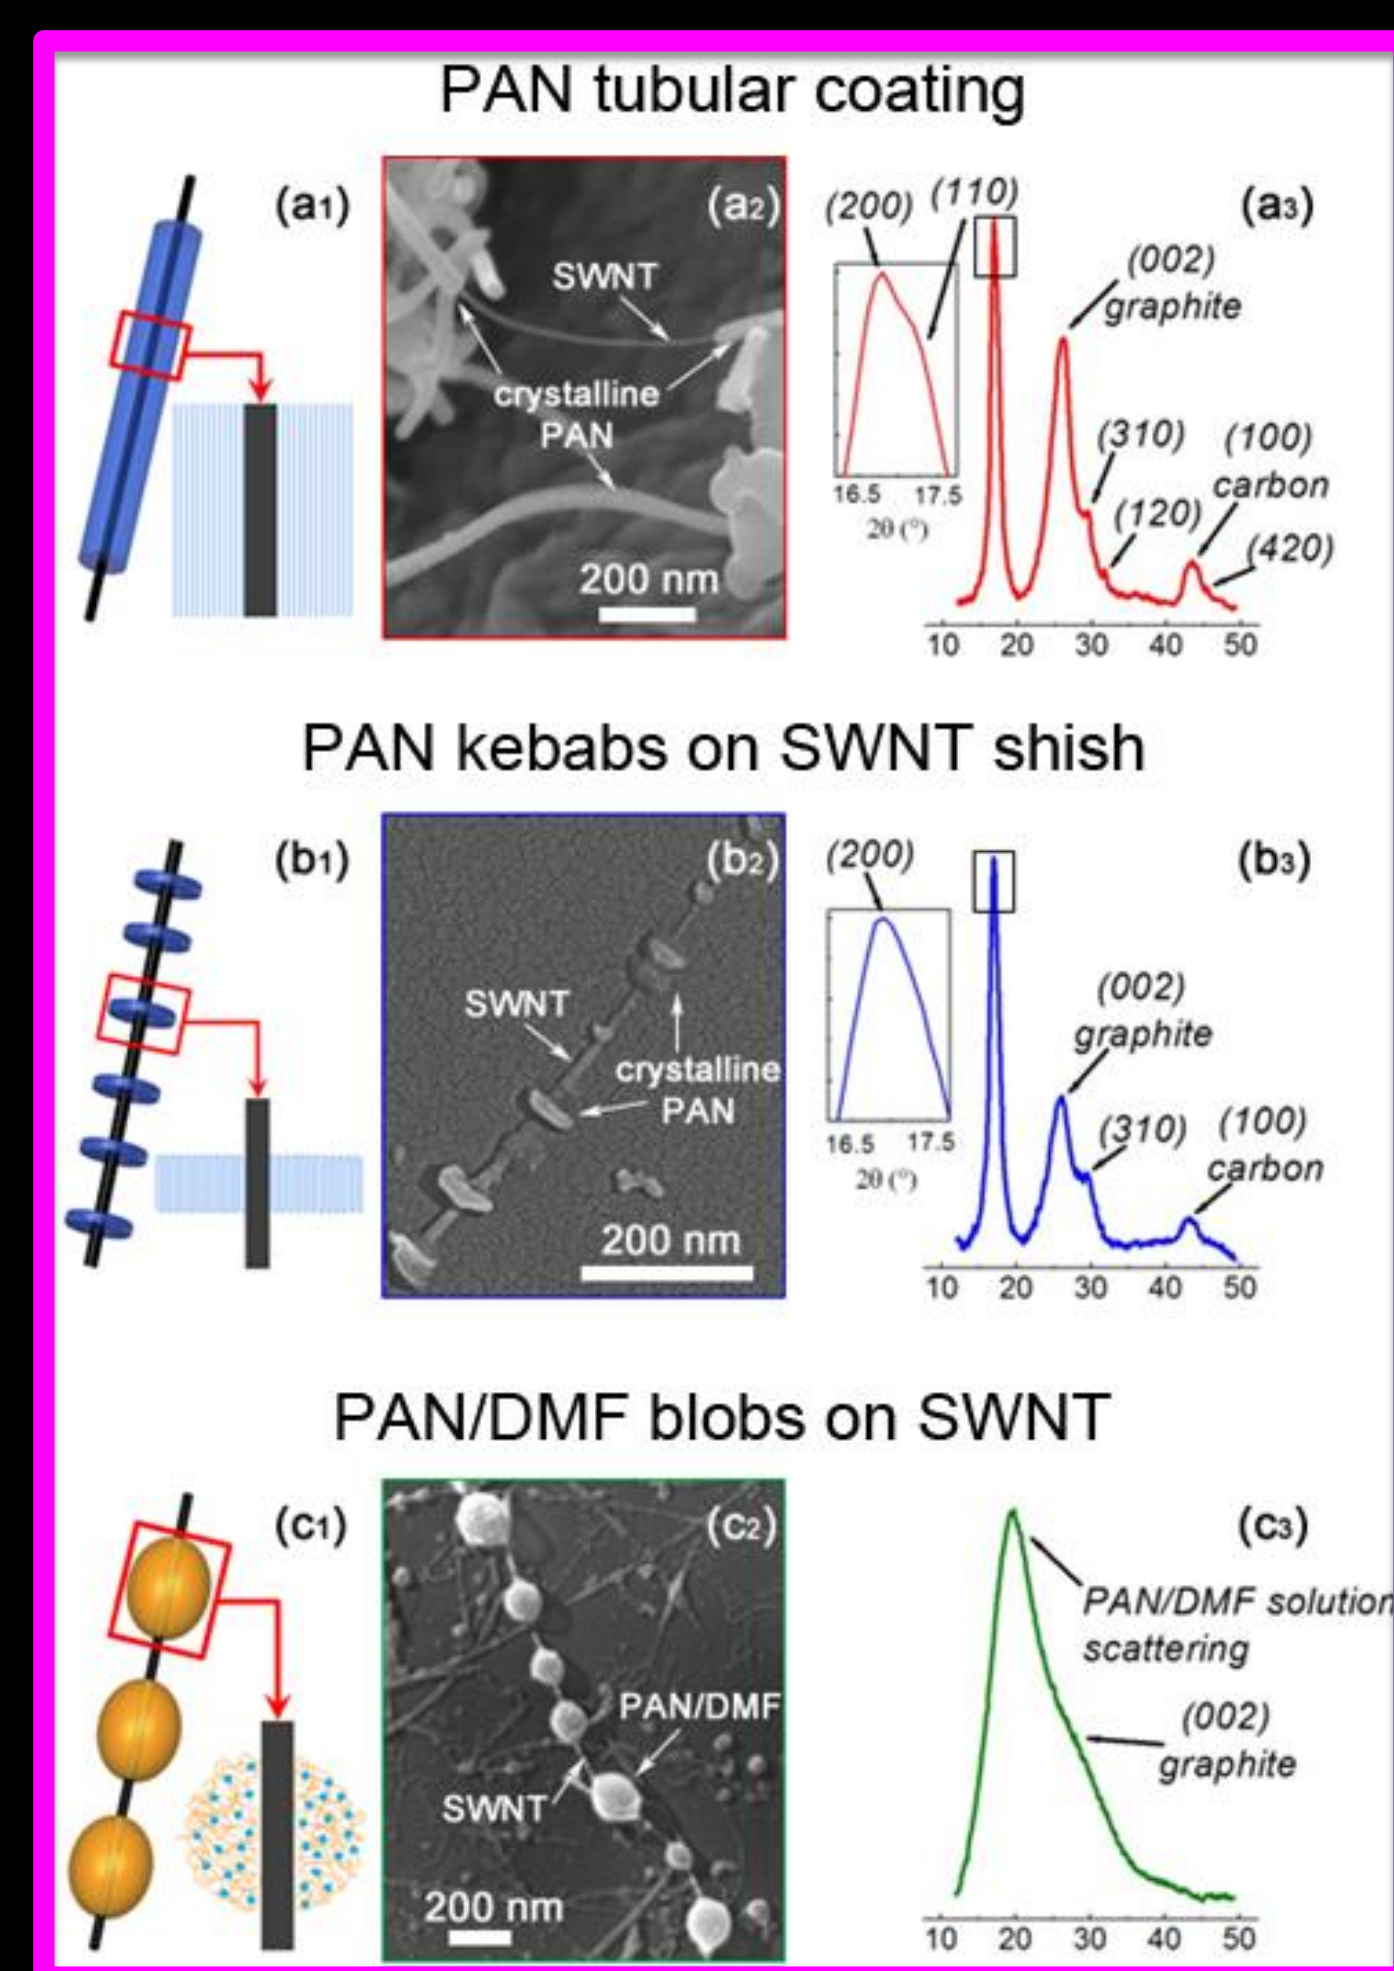 PAN tubular coating
(a1)
(a2)
SWNT
crystalline
PAN
200 nm
(200)
(110)
(a3)
(002)
graphite
(310)
(100)
carbon
(120)
(420)
16.5 17.5
2θ (°)
10 20 30 40 50
PAN kebabs on SWNT shish
(b1)
(b2)
SWNT
crystalline
PAN
200 nm
(200)
(b3)
(002)
graphite
(310)
(100)
carbon
16.5 17.5
2θ (°)
10 20 30 40 50
PAN/DMF blobs on SWNT
(c1)
(c2)
PAN/DMF
SWNT
200 nm
(c3)
PAN/DMF solution
scattering
(002)
graphite
10 20 30 40 50